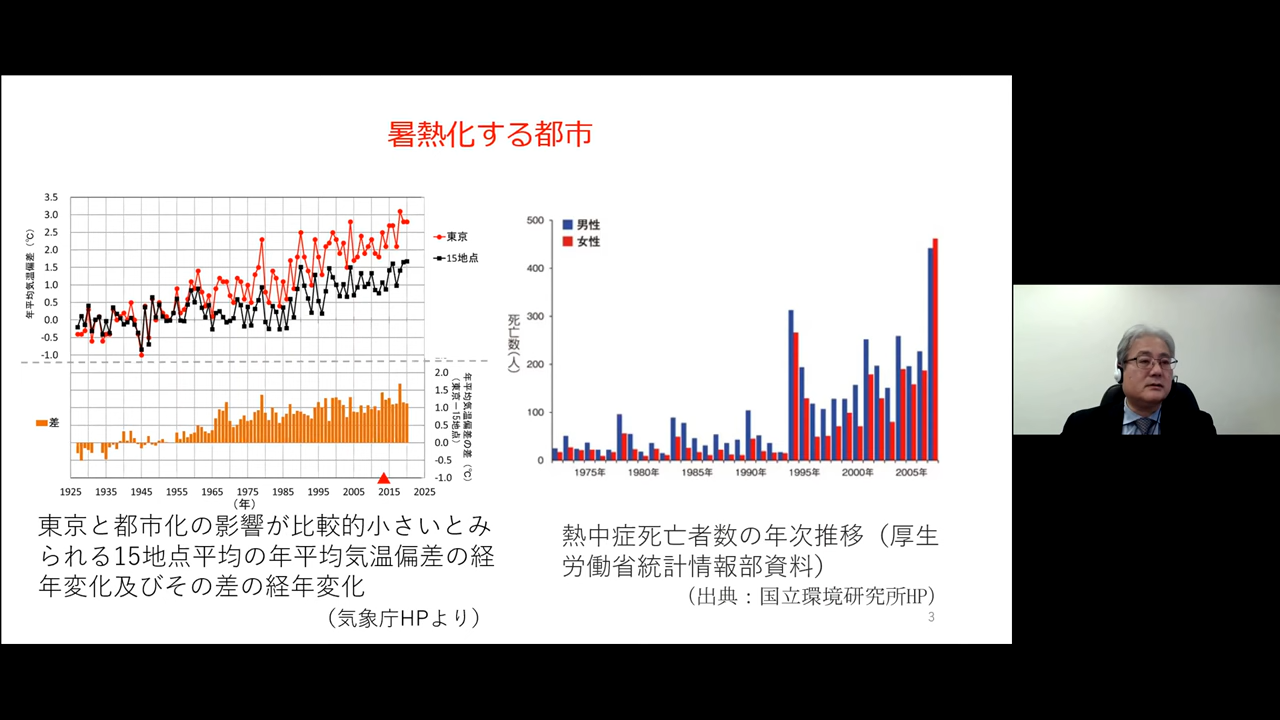 暑熱化する都市
年平均気温偏差（℃）
3.5
3.0
2.5
2.0
1.5
1.0
0.5
0.0
-0.5
-1.0
東京
15地点
差
2.0
1.5
1.0
0.5
0.0
-0.5
-1.0
年平均気温偏差の差（℃）
（東京－15地点）
1925 1935 1945 1955 1965 1975 1985 1995 2005 2015 2025
（年）
東京と都市化の影響が比較的小さいとみ
られる15地点平均の年平均気温偏差の経
年変化及びその差の経年変化
（気象庁HPより）
男性
女性
死亡数（人）
500
400
300
200
100
0
1975年 1980年 1985年 1990年 1995年 2000年 2005年
熱中症死亡者数の年次推移（厚生
労働省統計情報部資料）
（出典：国立環境研究所HP）
3